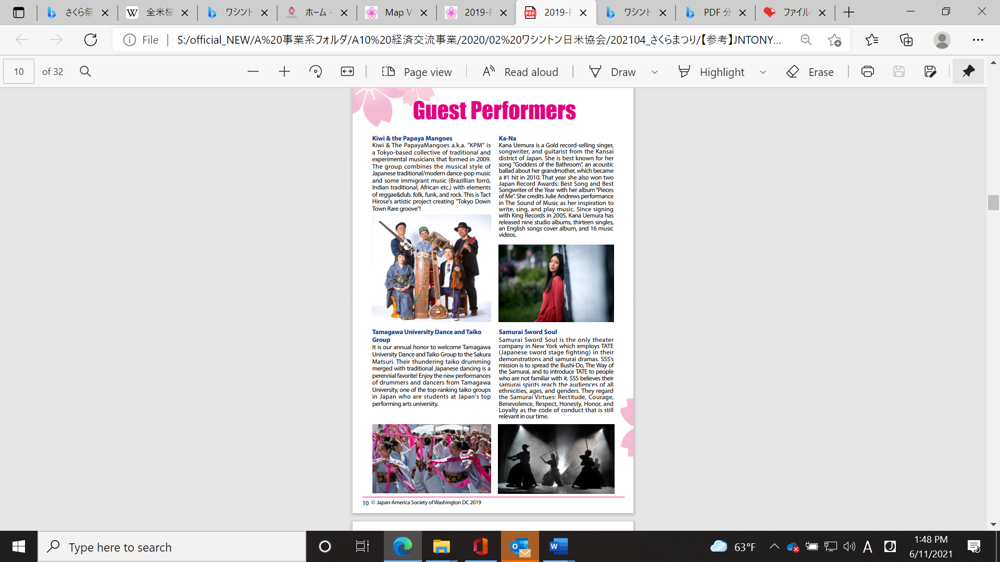 さくら祭
全米桜
ワシント
ホーム -
Map V
2019-F
2019-F
ワシント
PDF 分
ファイル
File
S:/official_NEW/A%20事業系フォルダ/A10%20経済交流事業/2020/02%20ワシントン日米協会/202104_さくらまつり/【参考】JNTONY...
10
of 32
Page view
Read aloud
Draw
Highlight
Erase
Guest Performers
Kiwi & the Papaya Mangoes
Kiwi & The PapayaMangoes a.k.a. "KPM" is
a Tokyo-based collective of traditional and
experimental musicians that formed in 2009.
The group combines the musical style of
Japanese traditional/modern dance-pop music
and some immigrant music (Brazillian forró,
Indian traditional, African etc.) with elements
of reggae&dub. folk, funk, and rock. This is Tact
Hirose's artistic project creating "Tokyo Down
Town Rare groove"!
Ka-Na
Kana Uemura is a Gold record-selling singer,
songwriter, and guitarist from the Kansai
district of Japan. She is best known for her
song "Goddess of the Bathroom", an acoustic
ballad about her grandmother, which became
a #1 hit in 2010. That year she also won two
Japan Record Awards: Best Song and Best
Songwriter of the Year with her album "Pieces
of Me". She credits Julie Andrews performance
in The Sound of Music as her inspiration to
write, sing, and play music. Since signing
with King Records in 2005, Kana Uemura has
released nine studio albums, thirteen singles,
an English songs cover album, and 16 music
videos.
Tamagawa University Dance and Taiko
Group
It is our annual honor to welcome Tamagawa
University Dance and Taiko Group to the Sakura
Matsuri. Their thundering taiko drumming
merged with traditional Japanese dancing is a
perennial favorite! Enjoy the new performances
of drummers and dancers from Tamagawa
University, one of the top-ranking taiko groups
in Japan who are students at Japan's top
performing arts university.
Samurai Sword Soul
Samurai Sword Soul is the only theater
company in New York which employs TATE
(Japanese sword stage fighting) in their
demonstrations and samurai dramas. SSS's
mission is to spread the Bushi-Do, The Way of
the Samurai, and to introduce TATE to people
who are not familiar with it. SSS believes their
samurai spirits reach the audiences of all
ethnicities, ages, and genders. They regard
the Samurai Virtues: Rectitude, Courage,
Benevolence, Respect, Honesty, Honor, and
Loyalty as the code of conduct that is still
relevant in our time.
10 © Japan-America Society of Washington DC 2019
Type here to search
63°F
A
1:48 PM
6/11/2021